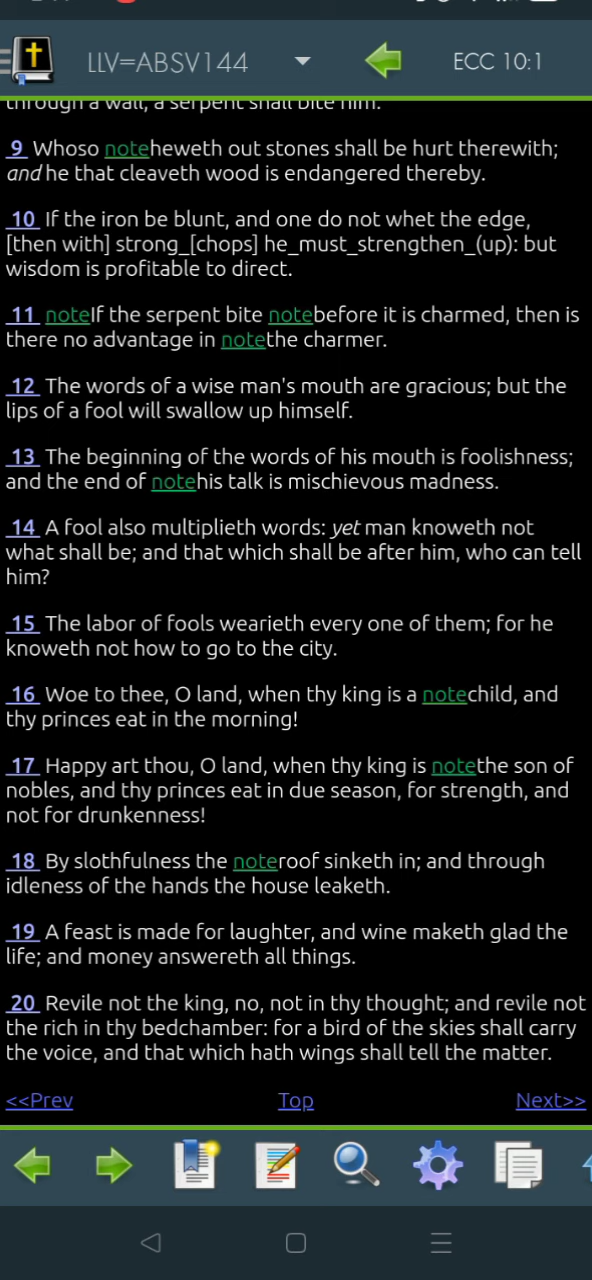 LLV=ABSV144
ECC 10:1
through a wall, a serpent shall bite him.
9 Whoso noteheweth out stones shall be hurt therewith;
and he that cleaveth wood is endangered thereby.
10 If the iron be blunt, and one do not whet the edge,
[then with] strong_[chops] he_must_strengthen_(up): but
wisdom is profitable to direct.
11 noteIf the serpent bite notebefore it is charmed, then is
there no advantage in notethe charmer.
12 The words of a wise man's mouth are gracious; but the
lips of a fool will swallow up himself.
13 The beginning of the words of his mouth is foolishness;
and the end of notehis talk is mischievous madness.
14 A fool also multiplieth words: yet man knoweth not
what shall be; and that which shall be after him, who can tell
him?
15 The labor of fools wearieth every one of them; for he
knoweth not how to go to the city.
16 Woe to thee, O land, when thy king is a notechild, and
thy princes eat in the morning!
17 Happy art thou, O land, when thy king is notethe son of
nobles, and thy princes eat in due season, for strength, and
not for drunkenness!
18 By slothfulness the noteroof sinketh in; and through
idleness of the hands the house leaketh.
19 A feast is made for laughter, and wine maketh glad the
life; and money answereth all things.
20 Revile not the king, no, not in thy thought; and revile not
the rich in thy bedchamber: for a bird of the skies shall carry
the voice, and that which hath wings shall tell the matter.
<<Prev Top Next>>